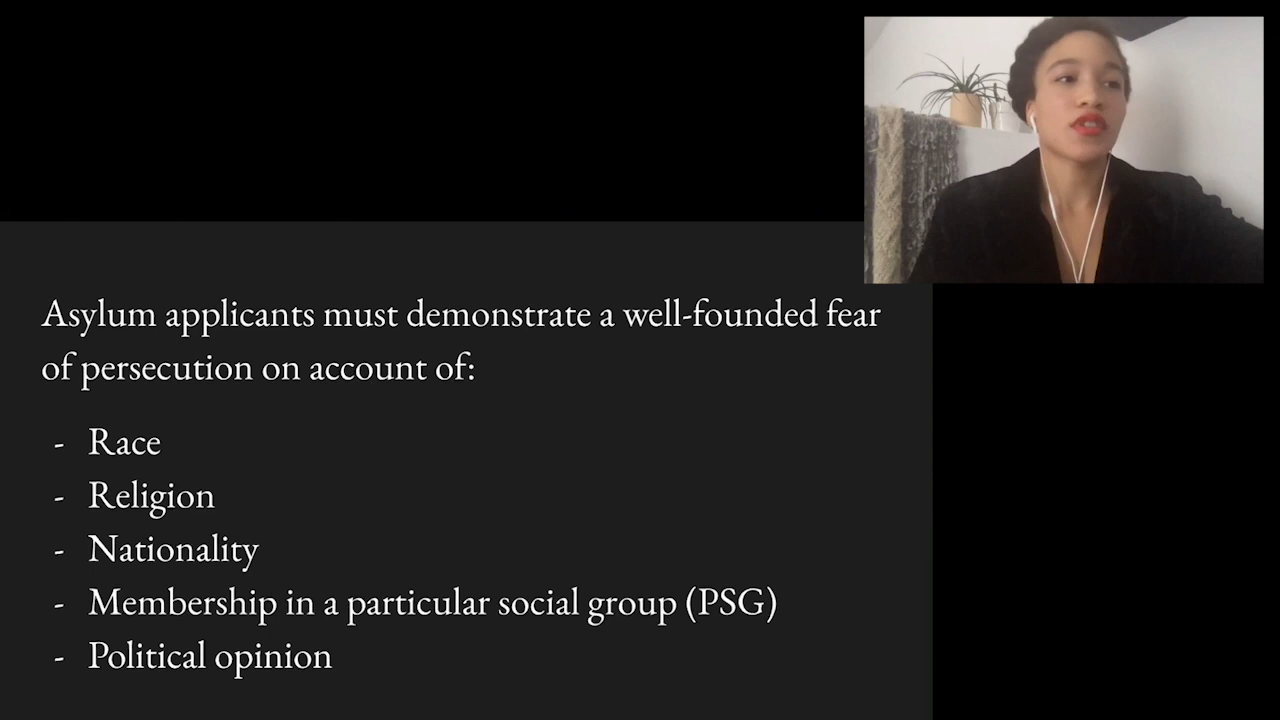 Asylum applicants must demonstrate a well-founded fear
of persecution on account of:
- Race
- Religion
- Nationality
- Membership in a particular social group (PSG)
- Political opinion